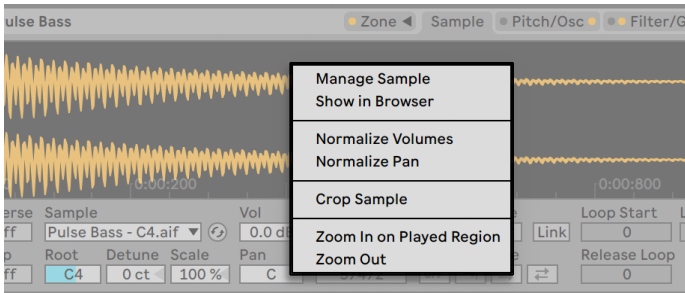 ulse Bass
Zone
Sample
Pitch/Osc
Filter/G
Manage Sample
Show in Browser
Normalize Volumes
Normalize Pan
Crop Sample
Zoom In on Played Region
Zoom Out
0:00:200
0:00:800
erse Sample Vol Loop Start L
ff Pulse Bass - C4.aif 0.0 dB Link 0
p Root Detune Scale Pan e Release Loop
ff C4 0 ct 100 % C 0